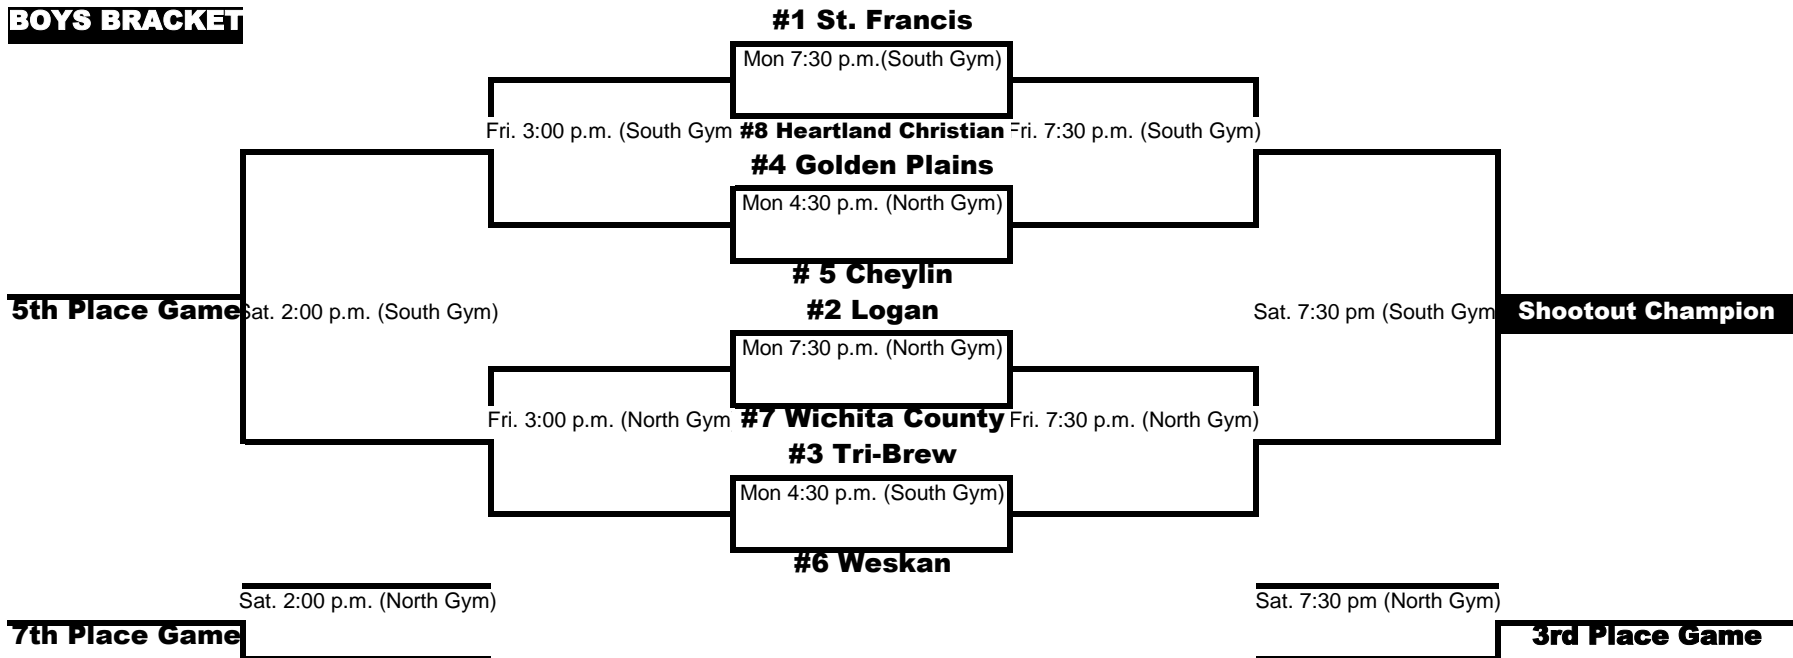 BOYS BRACKET
#1 St. Francis
Mon 7:30 p.m.(South Gym)
Fri. 3:00 p.m. (South Gym
#8 Heartland Christian
Fri. 7:30 p.m. (South Gym)
#4 Golden Plains
Mon 4:30 p.m. (North Gym)
# 5 Cheylin
5th Place Game
Sat. 2:00 p.m. (South Gym)
#2 Logan
Sat. 7:30 pm (South Gym
Shootout Champion
Mon 7:30 p.m. (North Gym)
Fri. 3:00 p.m. (North Gym
#7 Wichita County
Fri. 7:30 p.m. (North Gym)
#3 Tri-Brew
Mon 4:30 p.m. (South Gym)
#6 Weskan
Sat. 2:00 p.m. (North Gym)
Sat. 7:30 pm (North Gym)
7th Place Game
3rd Place Game